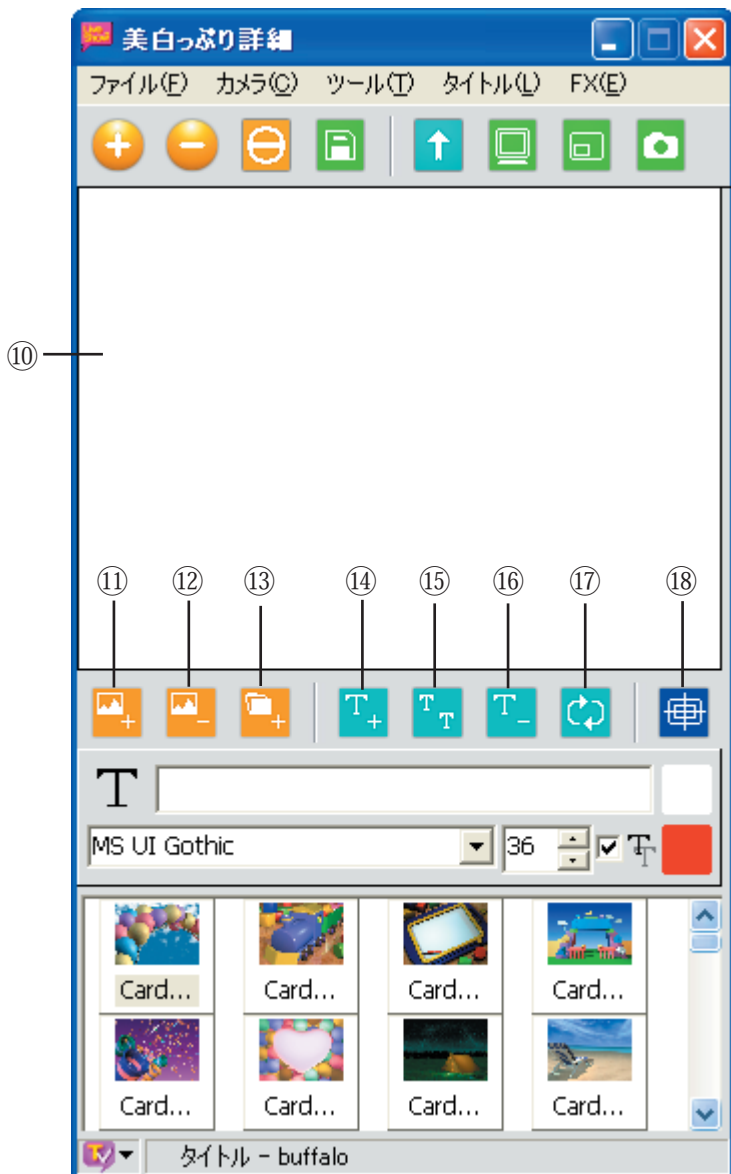 美白っぷり詳細
ファイル(F) カメラ(C) ツール(T) タイトル(L) FX(E)
⑩
⑪ ⑫ ⑬ ⑭ ⑮ ⑯ ⑰ ⑱
T+ TT T-
T
MS UI Gothic 36 TT
Card... Card... Card... Card...
Card... Card... Card... Card...
タイトル - buffalo